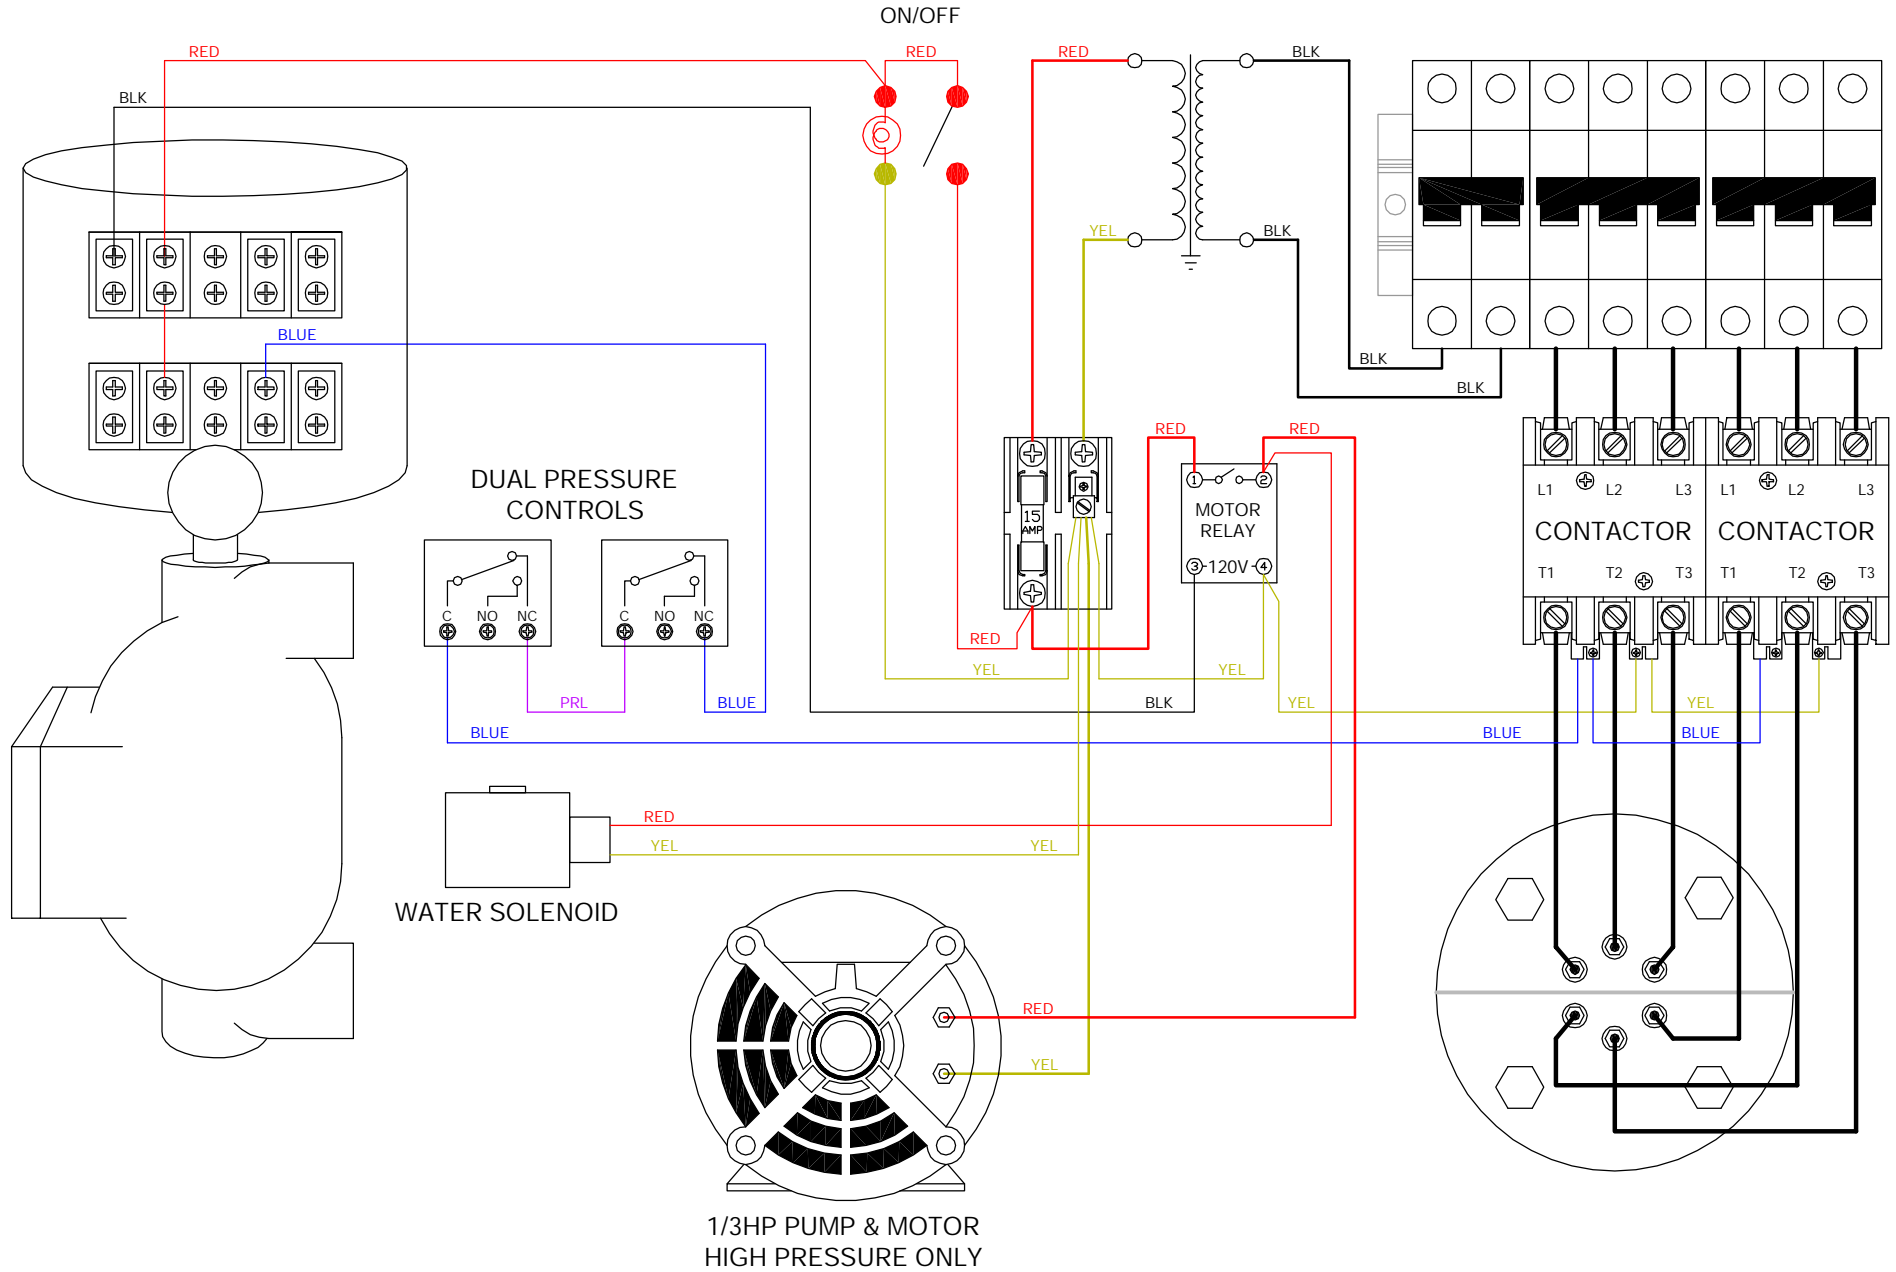 ON/OFF
RED
RED
RED
BLK
BLK
YEL
BLK
BLUE
BLK
BLK
RED
RED
DUAL PRESSURE
CONTROLS
C
NO
NC
C
NO
NC
15
AMP
1
2
MOTOR
RELAY
3
120V
4
L1
L2
L3
L1
L2
L3
CONTACTOR
CONTACTOR
T1
T2
T3
T1
T2
T3
RED
YEL
YEL
PRL
BLUE
BLK
YEL
YEL
BLUE
BLUE
BLUE
RED
YEL
YEL
WATER SOLENOID
RED
YEL
1/3HP PUMP & MOTOR
HIGH PRESSURE ONLY